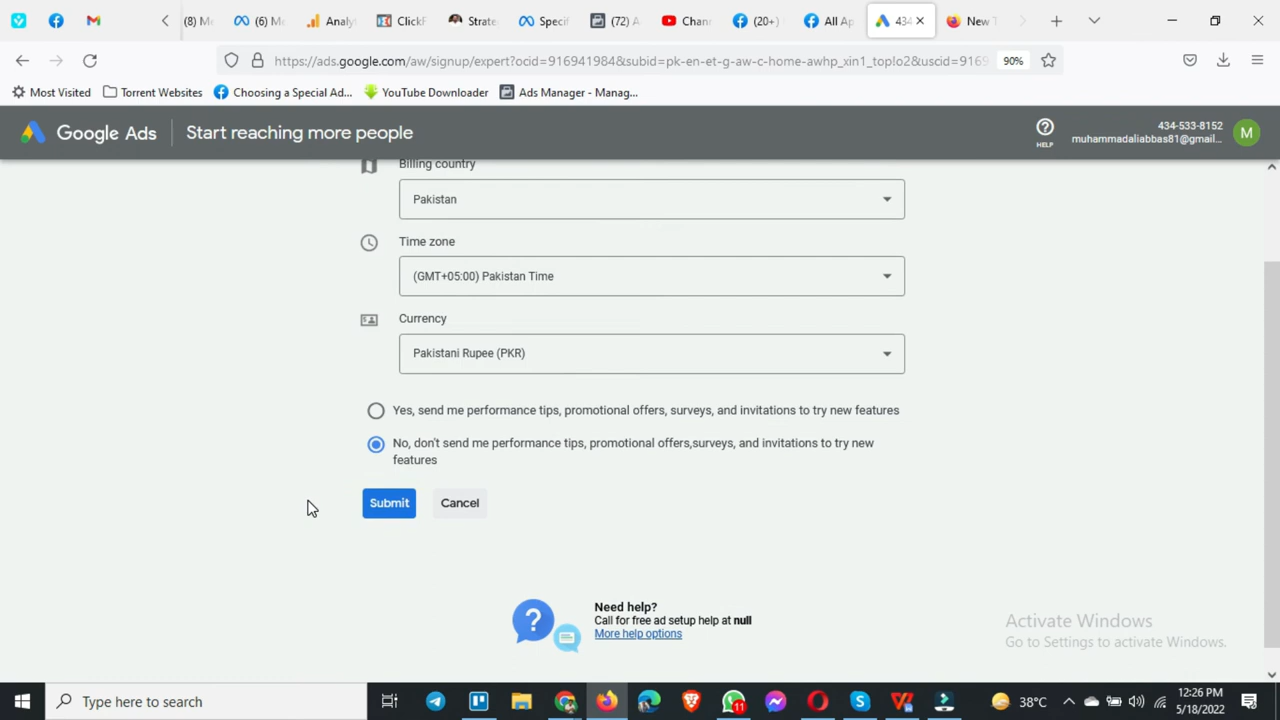 (8) Me
(6) Me
Analyt
ClickF
Strate
Specif
(72) A
Chan
(20+)
All Ap
434
New T
https://ads.google.com/aw/signup/expert?ocid=916941984&subid=pk-en-et-g-aw-c-home-awhp_xin1_toplo2&uscid=9169
90%
Most Visited
Torrent Websites
Choosing a Special Ad...
YouTube Downloader
Ads Manager - Manag...
Google Ads
Start reaching more people
HELP
434-533-8152
muhammadaliabbas81@gmail...
M
Billing country
Pakistan
Time zone
(GMT+05:00) Pakistan Time
Currency
Pakistani Rupee (PKR)
Yes, send me performance tips, promotional offers, surveys, and invitations to try new features
No, don't send me performance tips, promotional offers,surveys, and invitations to try new
features
Submit
Cancel
Need help?
Call for free ad setup help at null
More help options
Activate Windows
Go to Settings to activate Windows.
Type here to search
11
38°C
12:26 PM
5/18/2022